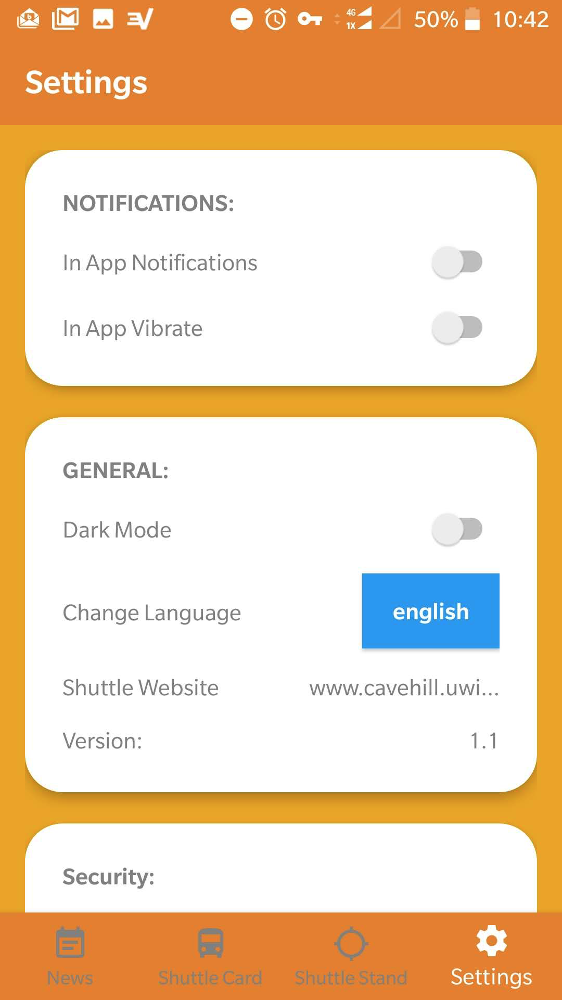 4G
1X
50%
10:42
Settings
NOTIFICATIONS:
In App Notifications
In App Vibrate
GENERAL:
Dark Mode
Change Language
english
Shuttle Website
www.cavehill.uwi...
Version:
1.1
Security:
News
Shuttle Card
Shuttle Stand
Settings